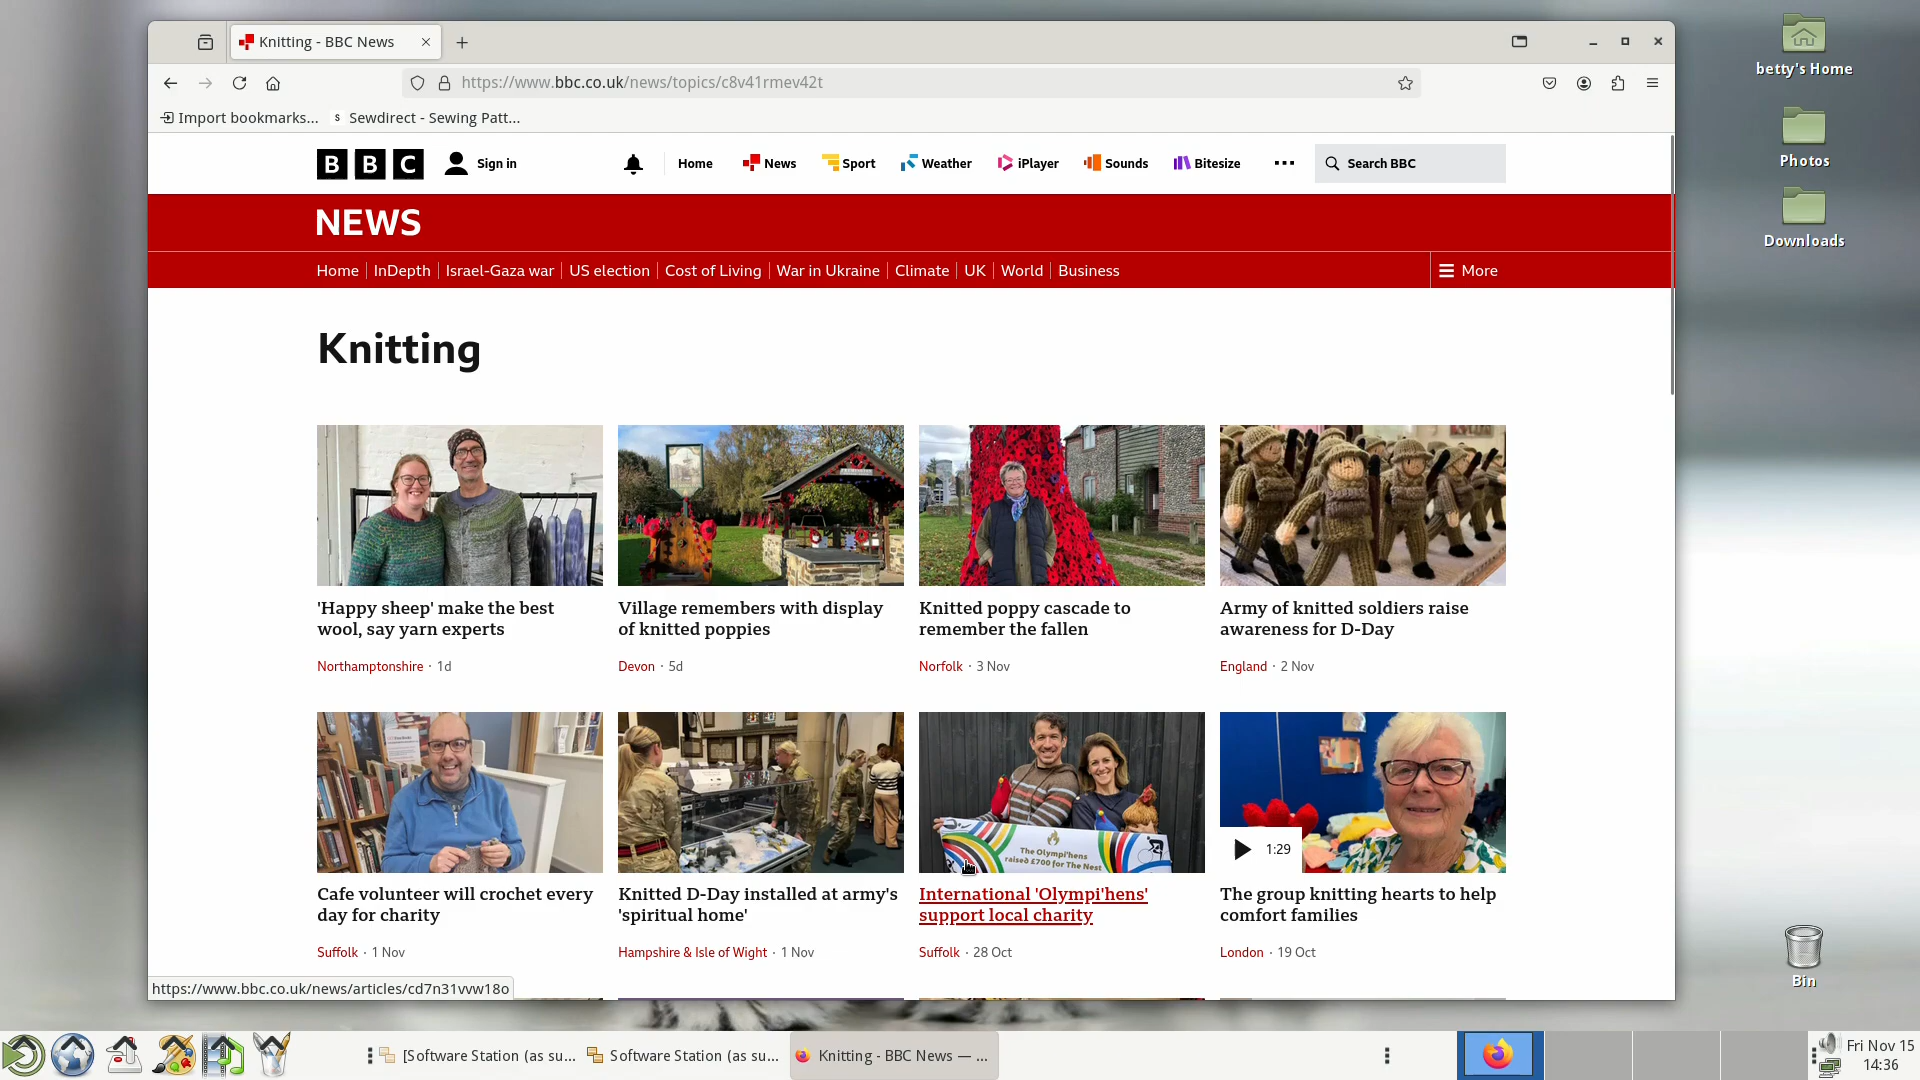 Knitting - BBC News
https://www.bbc.co.uk/news/topics/c8v41rmev42t
Import bookmarks...
S
Sewdirect - Sewing Patt...
BBC
Sign in
Home
News
Sport
Weather
iPlayer
Sounds
Bitesize
Search BBC
NEWS
Home
InDepth
Israel-Gaza war
US election
Cost of Living
War in Ukraine
Climate
UK
World
Business
More
Knitting
'Happy sheep' make the best
wool, say yarn experts
Northamptonshire · 1d
Village remembers with display
of knitted poppies
Devon · 5d
Knitted poppy cascade to
remember the fallen
Norfolk · 3 Nov
Army of knitted soldiers raise
awareness for D-Day
England · 2 Nov
Cafe volunteer will crochet every
day for charity
Suffolk · 1 Nov
Knitted D-Day installed at army's
'spiritual home'
Hampshire & Isle of Wight · 1 Nov
The Olympi'hens
raised £700 for The Nest
International 'Olympi'hens'
support local charity
Suffolk · 28 Oct
1:29
The group knitting hearts to help
comfort families
London · 19 Oct
https://www.bbc.co.uk/news/articles/cd7n31vvw18o
betty's Home
Photos
Downloads
Bin
[Software Station (as su...
Software Station (as su...
Knitting - BBC News — ...
Fri Nov 15
14:36